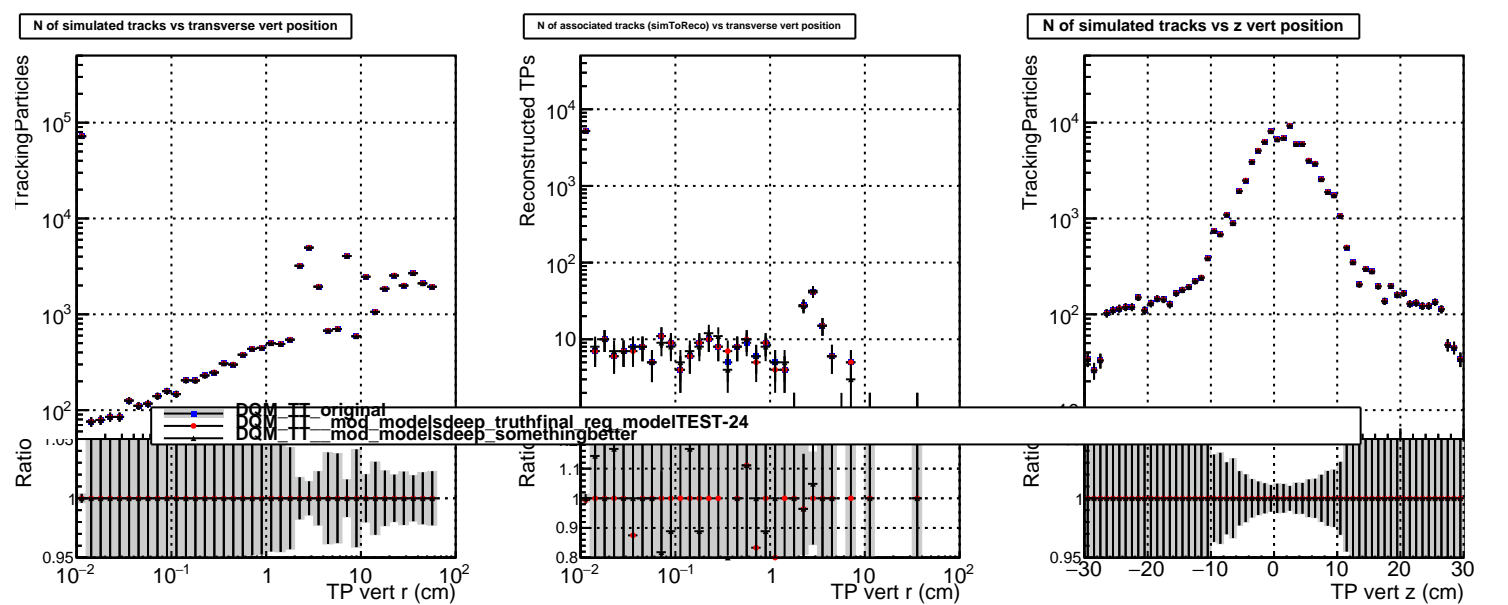 N of simulated tracks vs transverse vert position
N of associated tracks (simToReco) vs transverse vert position
N of simulated tracks vs z vert position
TrackingParticles
10^5
10^4
10^3
10^2
Ratio
1
0.95
10^−2
10^−1
1
10
10^2
TP vert r (cm)
Reconstructed TPs
10^4
10^3
10^2
10
Ratio
1.1
1
0.9
0.8
10^−2
10^−1
1
10
10^2
TP vert r (cm)
TrackingParticles
10^4
10^3
10^2
Ratio
1
0.95
−30
−20
−10
0
10
20
30
TP vert z (cm)
DQM_TT_original
DQM_TT__mod_modelsdeep_truthfinal_reg_modelTEST-24
DQM_TT__mod_modelsdeep_somethingbetter